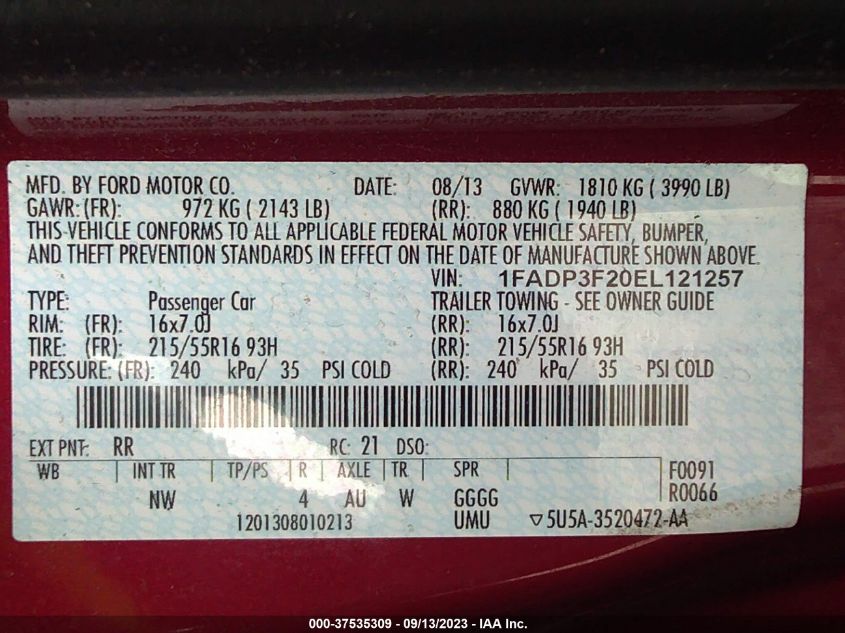 MFD. BY FORD MOTOR CO. DATE: 08/13 GVWR: 1810 KG ( 3990 LB)
GAWR: (FR): 972 KG ( 2143 LB) (RR): 880 KG ( 1940 LB)
THIS VEHICLE CONFORMS TO ALL APPLICABLE FEDERAL MOTOR VEHICLE SAFETY, BUMPER,
AND THEFT PREVENTION STANDARDS IN EFFECT ON THE DATE OF MANUFACTURE SHOWN ABOVE.
VIN: 1FADP3F20EL121257
TYPE: Passenger Car TRAILER TOWING - SEE OWNER GUIDE
RIM: (FR): 16x7.0J (RR): 16x7.0J
TIRE: (FR): 215/55R16 93H (RR): 215/55R16 93H
PRESSURE: (FR): 240 kPa/ 35 PSI COLD (RR): 240 kPa/ 35 PSI COLD
EXT PNT: RR RC: 21 DSO:
WB INT TR TP/PS R AXLE TR SPR F0091
NW 4 AU W GGGG R0066
1201308010213 UMU ▽5U5A-3520472-AA
000-37535309 - 09/13/2023 - IAA Inc.